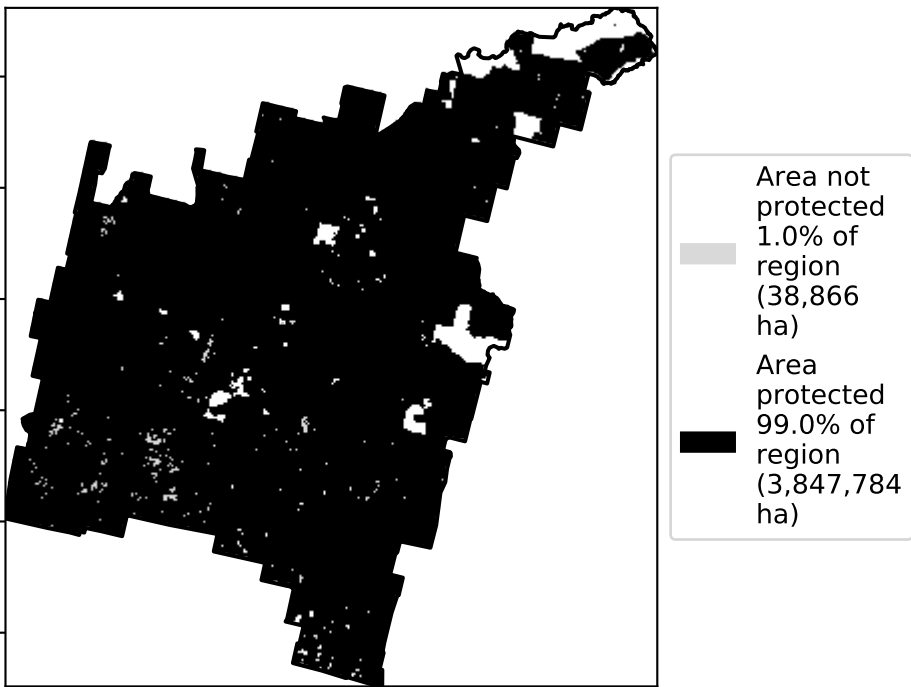 Area not
protected
1.0% of
region
(38,866
ha)
Area
protected
99.0% of
region
(3,847,784
ha)